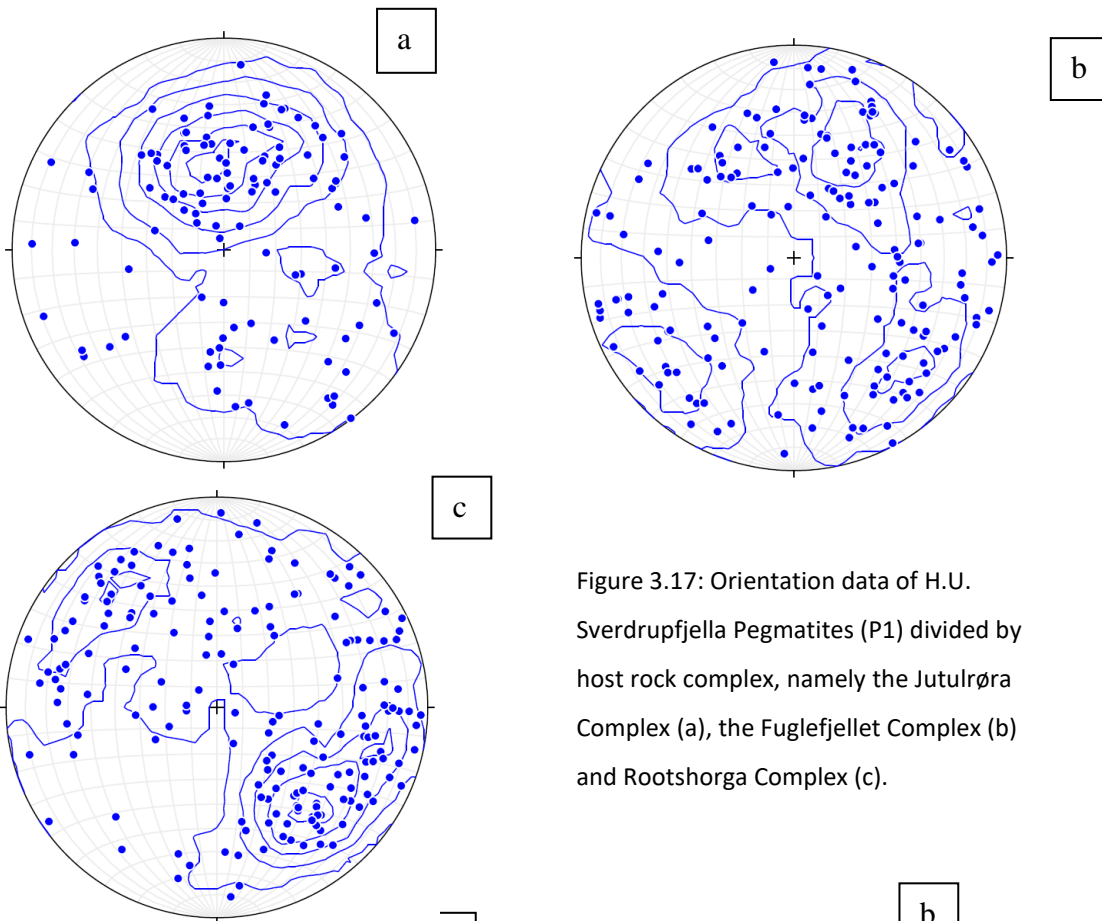 a
b
c
Figure 3.17: Orientation data of H.U.
Sverdrupfjella Pegmatites (P1) divided by
host rock complex, namely the Jutulrøra
Complex (a), the Fuglefjellet Complex (b)
and Rootshorga Complex (c).
b